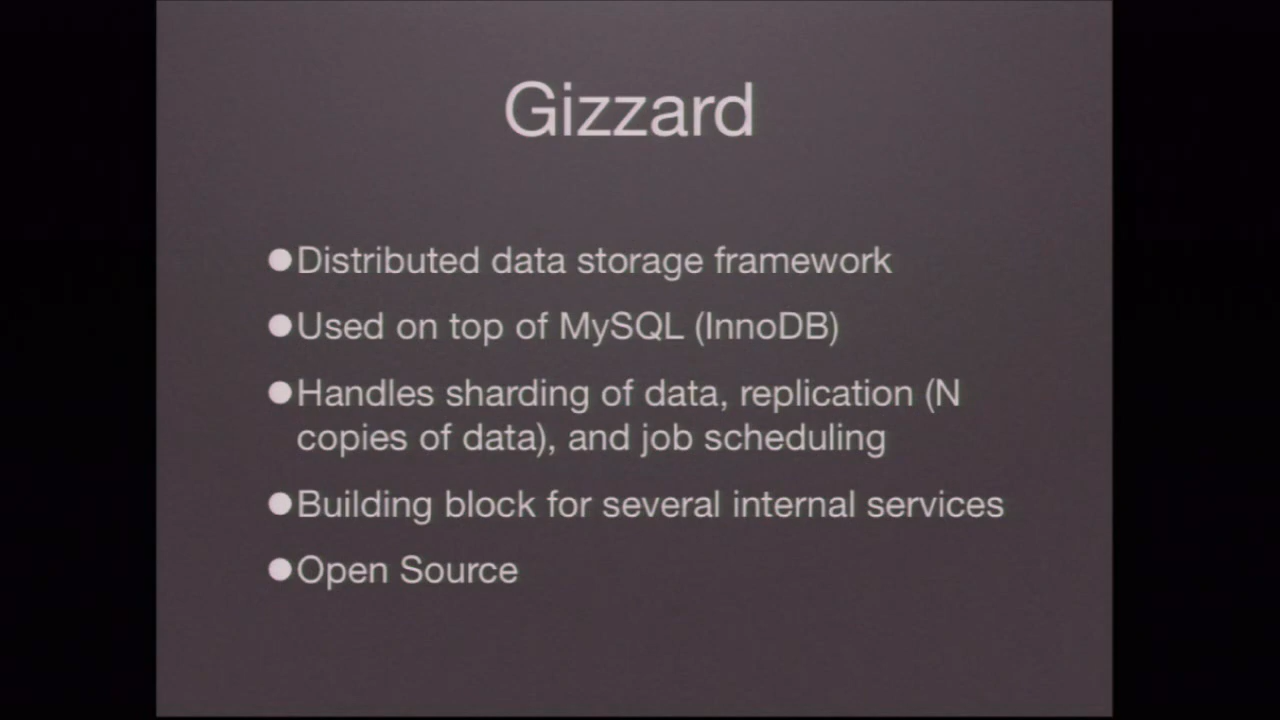 Gizzard
●Distributed data storage framework
●Used on top of MySQL (InnoDB)
●Handles sharding of data, replication (N
copies of data), and job scheduling
●Building block for several internal services
●Open Source